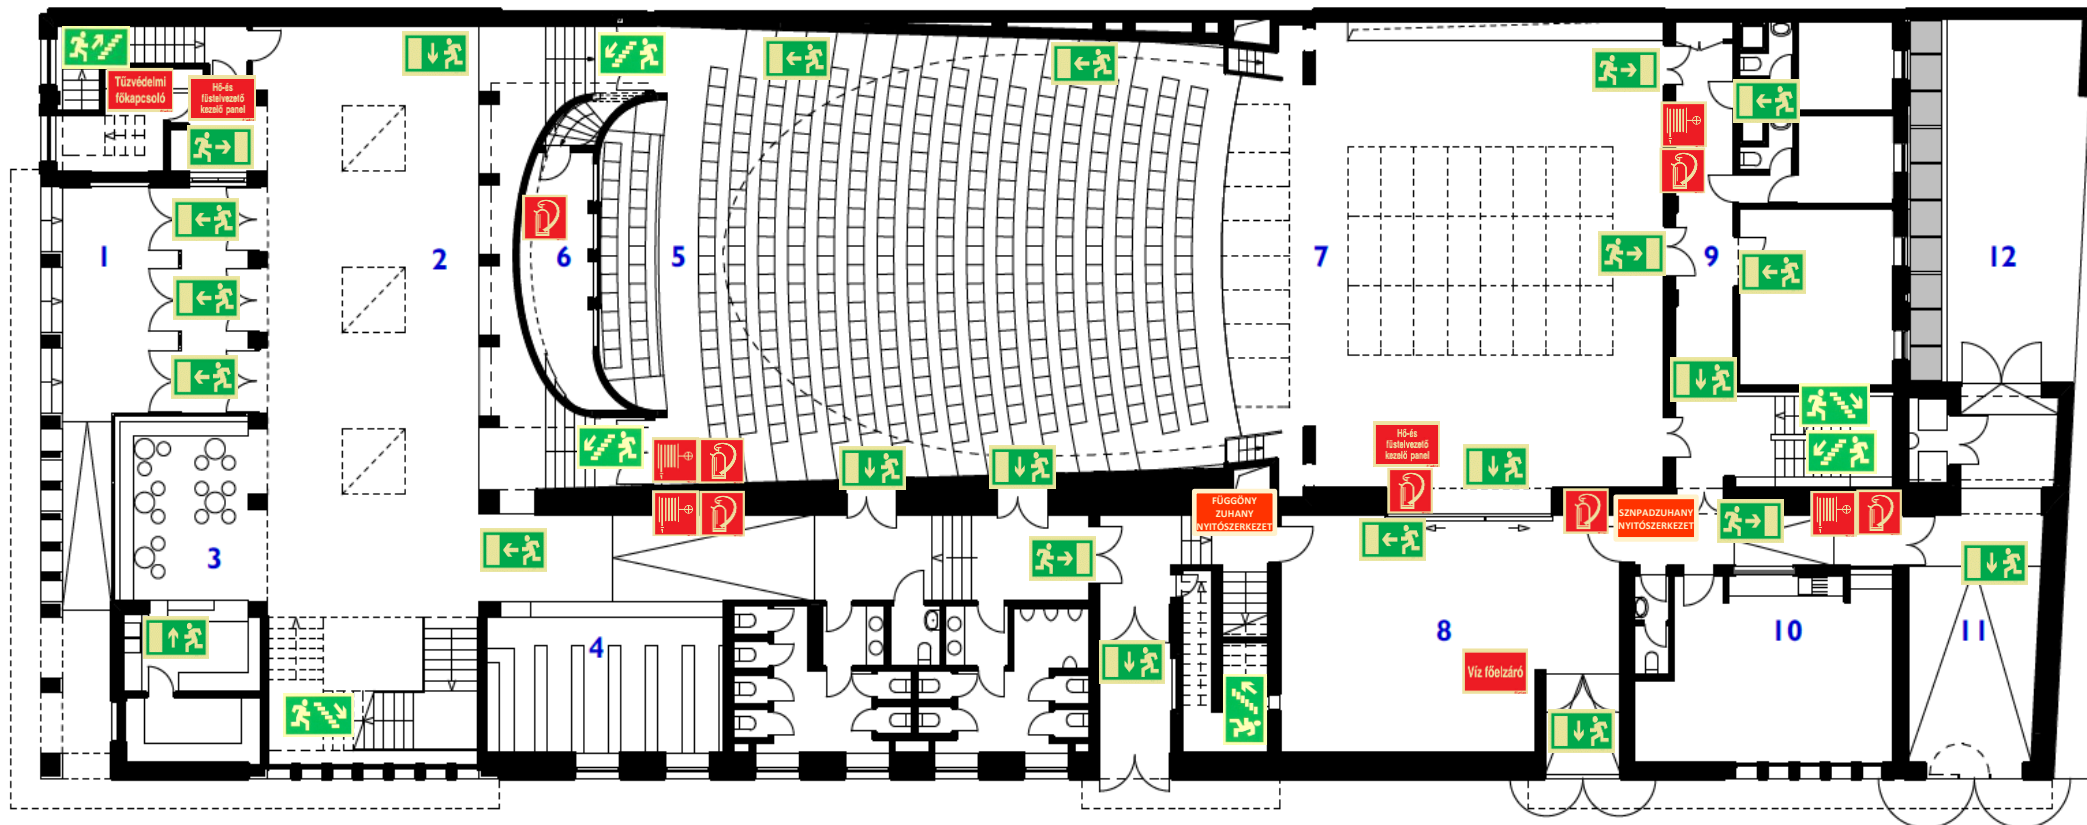 Tűzvédelmi
főkapcsoló
Hő-és
füstelvezető
kezelő panel
1
2
6
5
7
9
12
3
Hő-és
füstelvezető
kezelő panel
FÜGGÖNY
ZUHANY
NYITÓSZERKEZET
SZNPADZUHANY
NYITÓSZERKEZET
4
8
10
11
Víz főelzáró